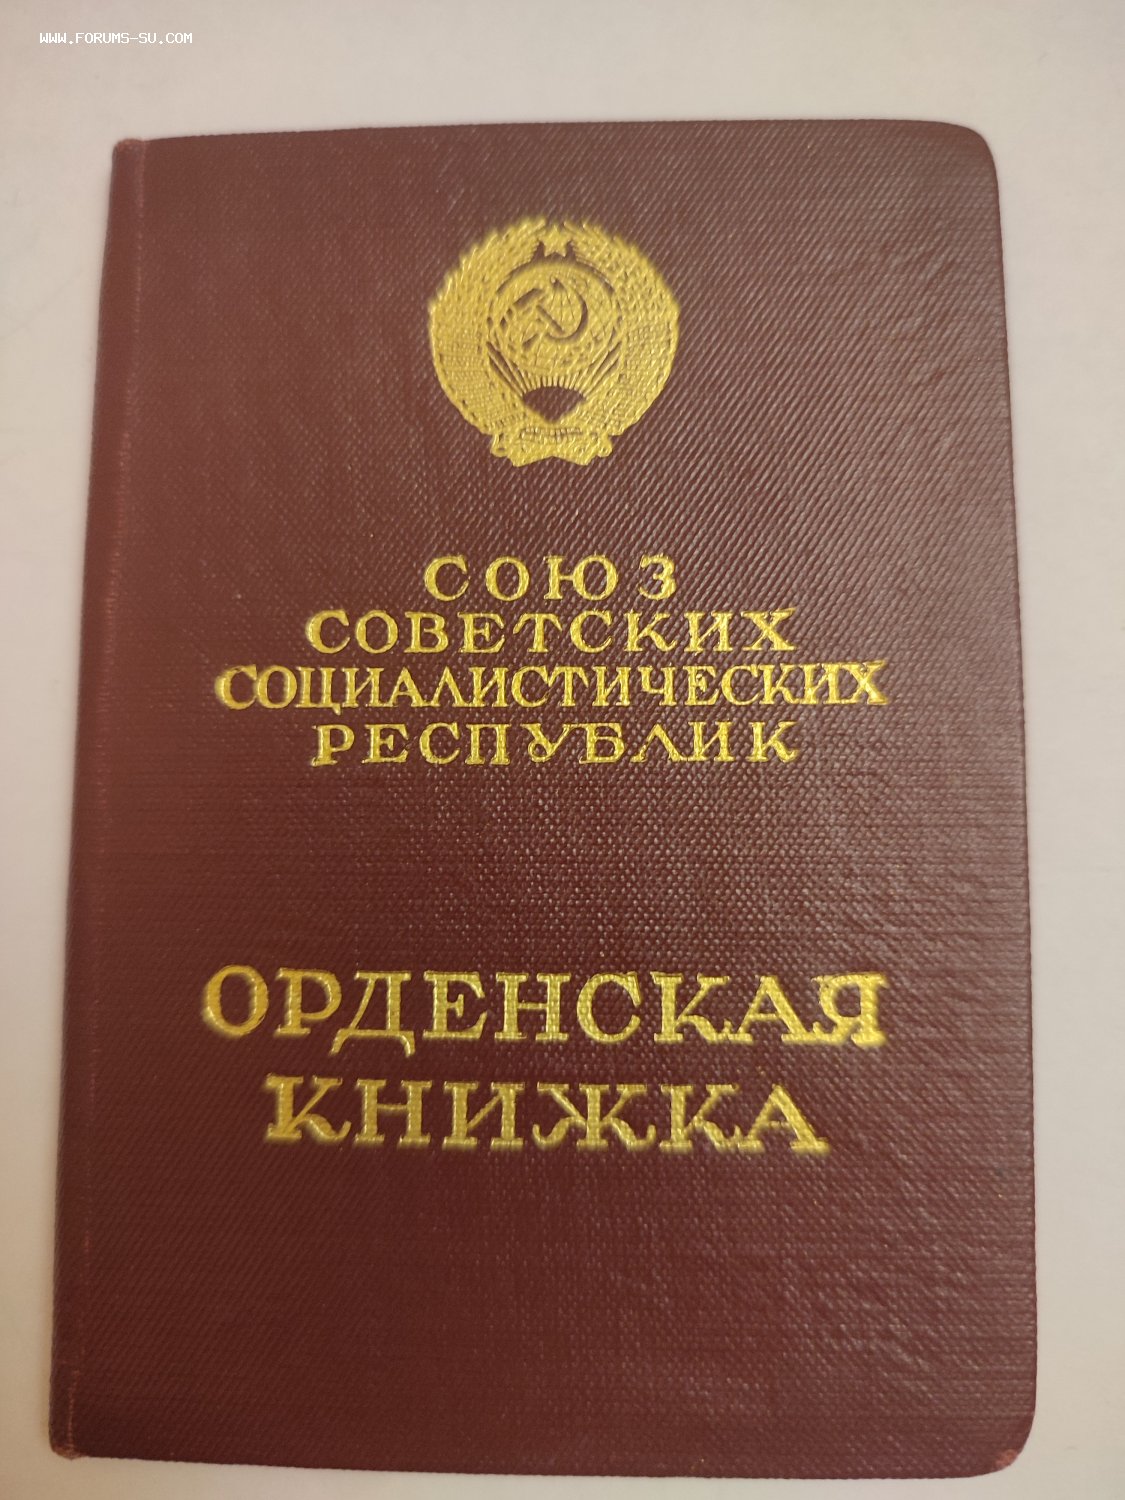 WWW.FORUMS-SU.COM
СОЮЗ
СОВЕТСКИХ
СОЦИАЛИСТИЧЕСКИХ
РЕСПУБЛИК
ОРДЕНСКАЯ
КНИЖКА